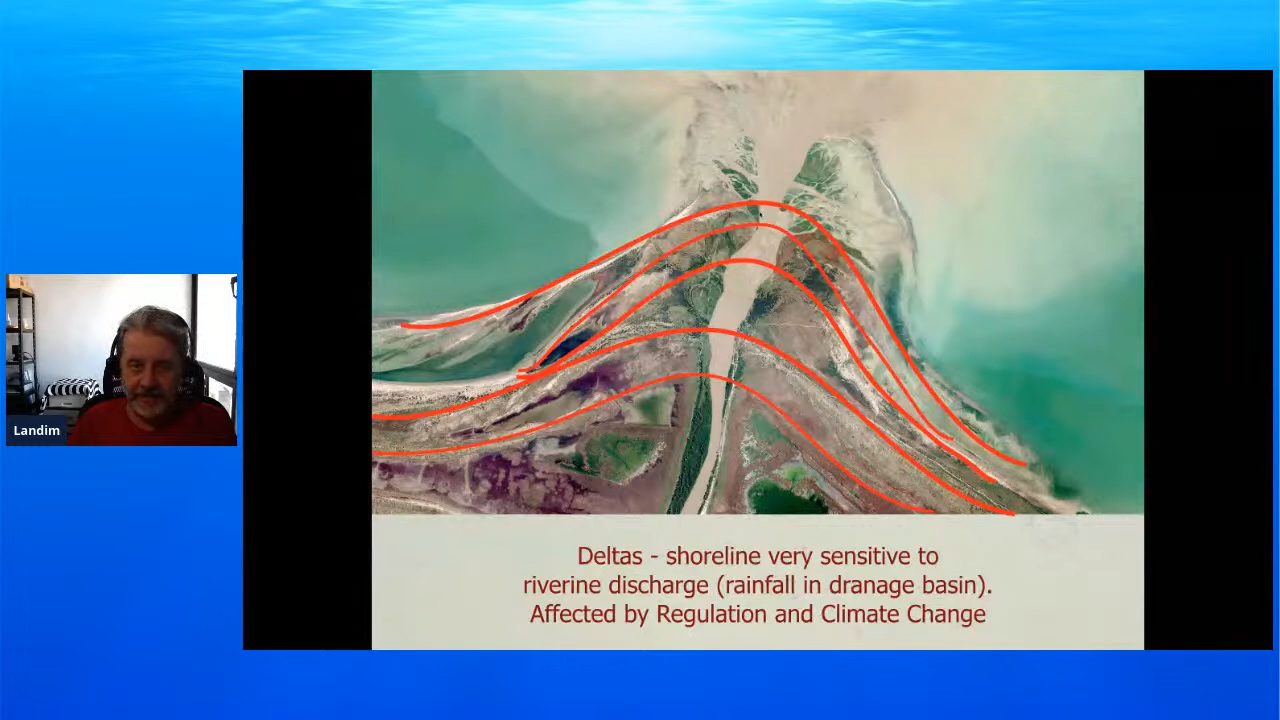 Landim
Deltas - shoreline very sensitive to
riverine discharge (rainfall in dranage basin).
Affected by Regulation and Climate Change